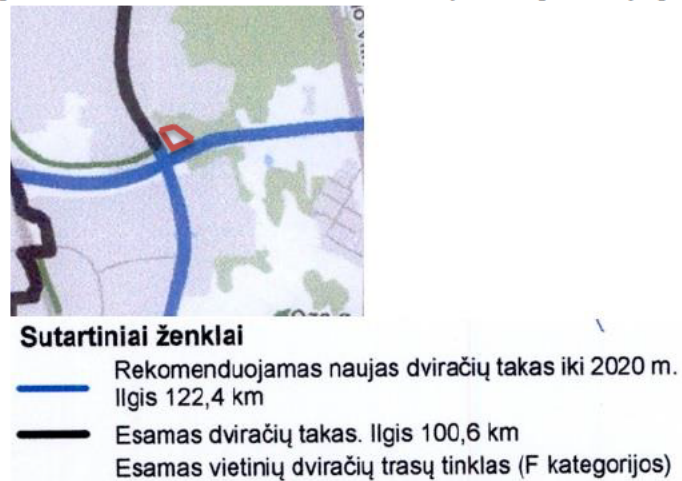 Sutartiniai ženklai
Rekomenduojamas naujas dviračių takas iki 2020 m.
Ilgis 122,4 km
Esamas dviračių takas. Ilgis 100,6 km
Esamas vietinių dviračių trasų tinklas (F kategorijos)